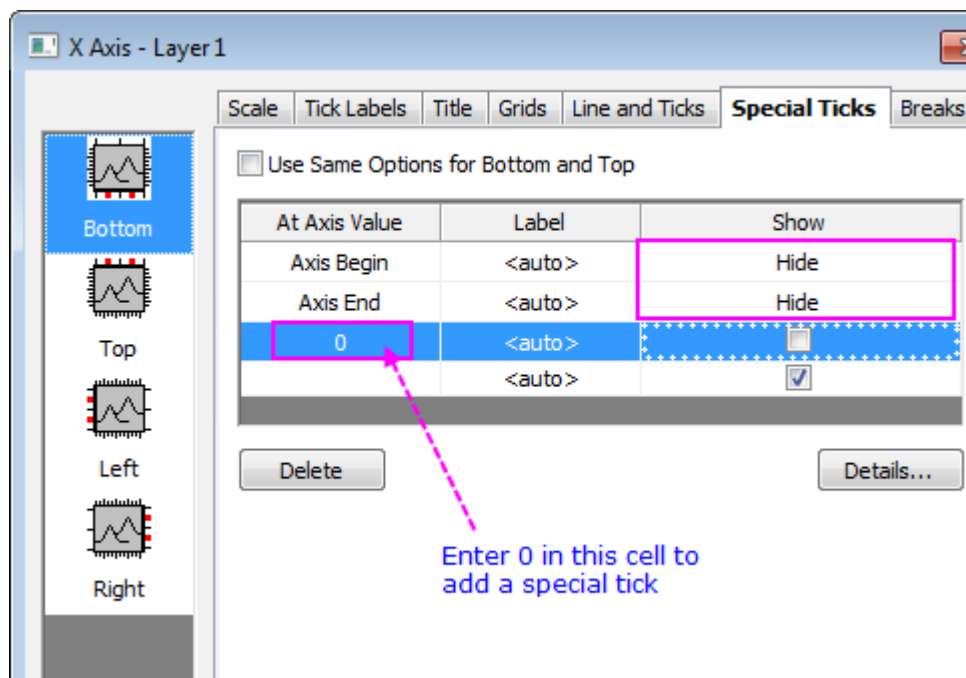 X Axis - Layer 1
Scale Tick Labels Title Grids Line and Ticks Special Ticks Breaks
Use Same Options for Bottom and Top
Bottom
Top
Left
Right
At Axis Value Label Show
Axis Begin <auto> Hide
Axis End <auto> Hide
0 <auto>
<auto>
Delete Details...
Enter 0 in this cell to
add a special tick